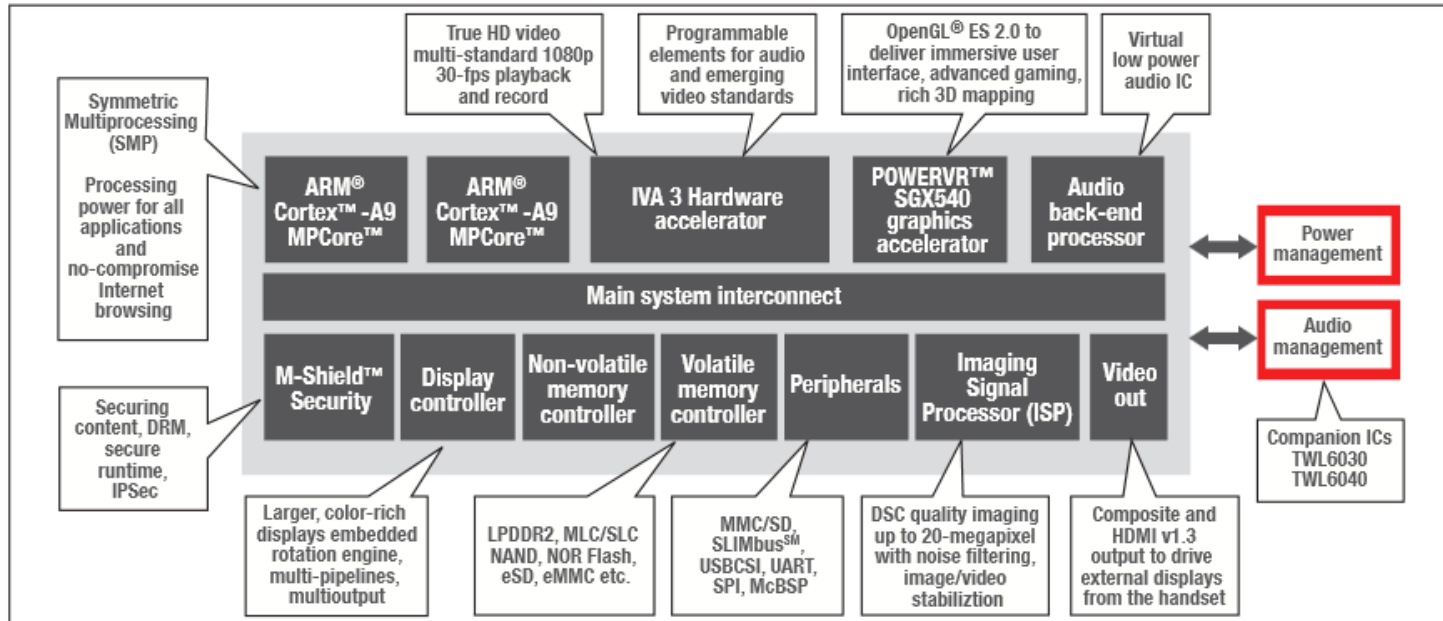 True HD video
multi-standard 1080p
30-fps playback
and record
Programmable
elements for audio
and emerging
video standards
OpenGL® ES 2.0 to
deliver immersive user
interface, advanced gaming,
rich 3D mapping
Virtual
low power
audio IC
Symmetric
Multiprocessing
(SMP)
Processing
power for all
applications
and
no-compromise
Internet
browsing
ARM®
Cortex™ -A9
MPCore™
ARM®
Cortex™ -A9
MPCore™
IVA 3 Hardware
accelerator
POWERVR™
SGX540
graphics
accelerator
Audio
back-end
processor
Power
management
Main system interconnect
Audio
management
M-Shield™
Security
Display
controller
Non-volatile
memory
controller
Volatile
memory
controller
Peripherals
Imaging
Signal
Processor (ISP)
Video
out
Securing
content, DRM,
secure
runtime,
IPSec
Companion ICs
TWL6030
TWL6040
Larger, color-rich
displays embedded
rotation engine,
multi-pipelines,
multioutput
LPDDR2, MLC/SLC
NAND, NOR Flash,
eSD, eMMC etc.
MMC/SD,
SLIMbus℠,
USBCSI, UART,
SPI, McBSP
DSC quality imaging
up to 20-megapixel
with noise filtering,
image/video
stabiliztion
Composite and
HDMI v1.3
output to drive
external displays
from the handset